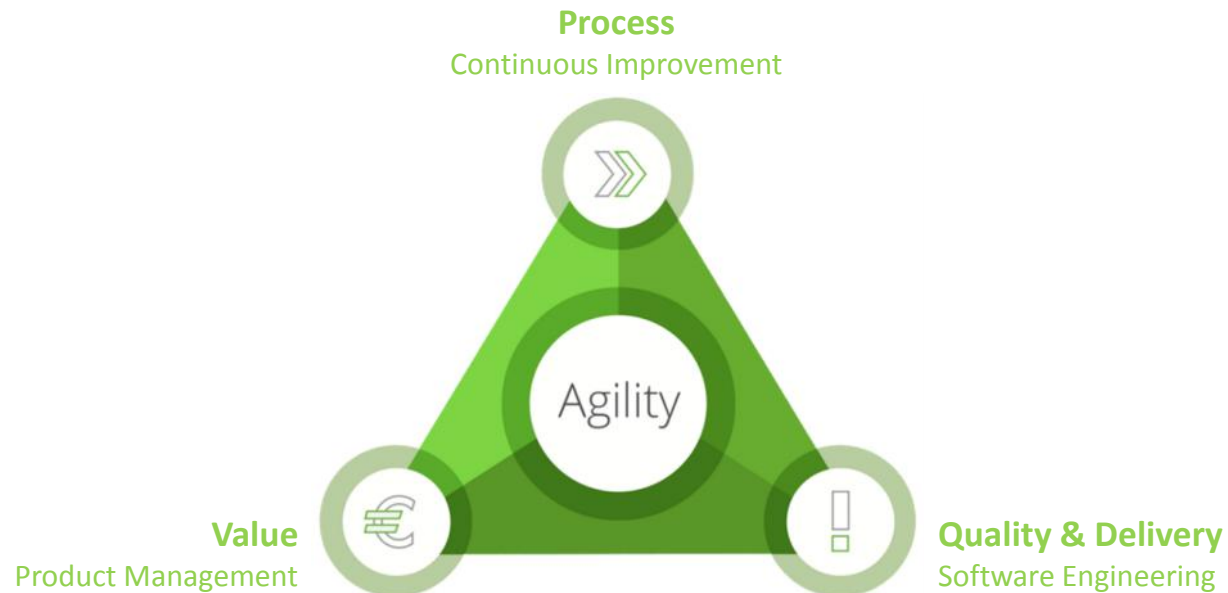 Process
Continuous Improvement
Agility
Value
Product Management
Quality & Delivery
Software Engineering